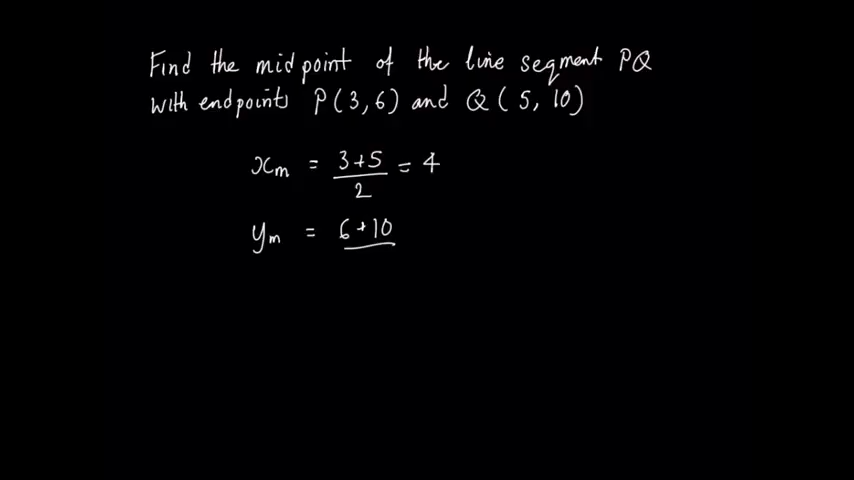 Find the midpoint of the line segment PQ
with endpoints P(3,6) and Q(5,10)
xₘ = (3+5)/2 = 4
yₘ = 6+10